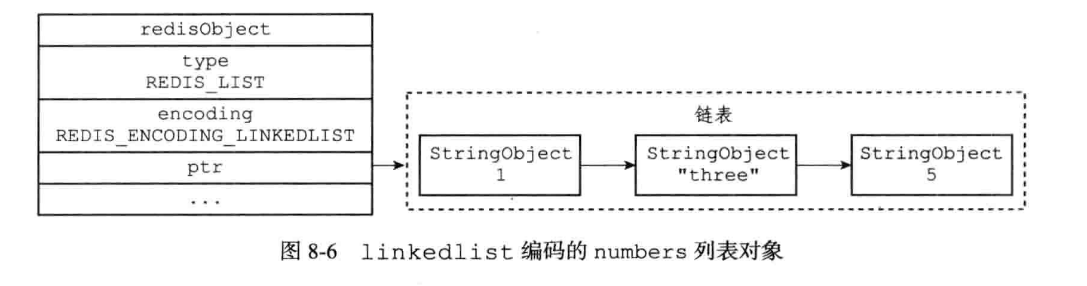 redisObject
type
REDIS_LIST
encoding
REDIS_ENCODING_LINKEDLIST
ptr
...
链表
StringObject
1
StringObject
"three"
StringObject
5
图 8-6 linkedlist 编码的 numbers 列表对象